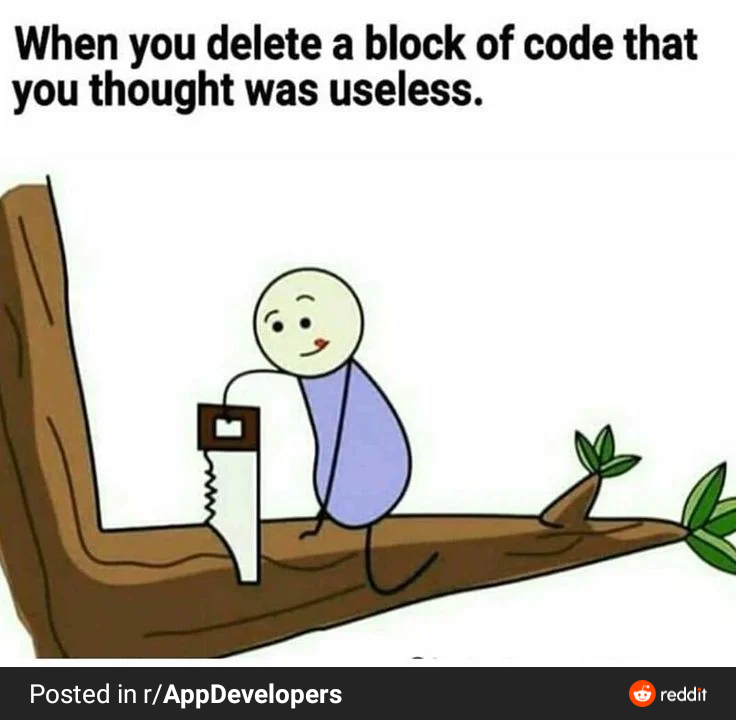 When you delete a block of code that
you thought was useless.
Posted in r/AppDevelopers
reddit